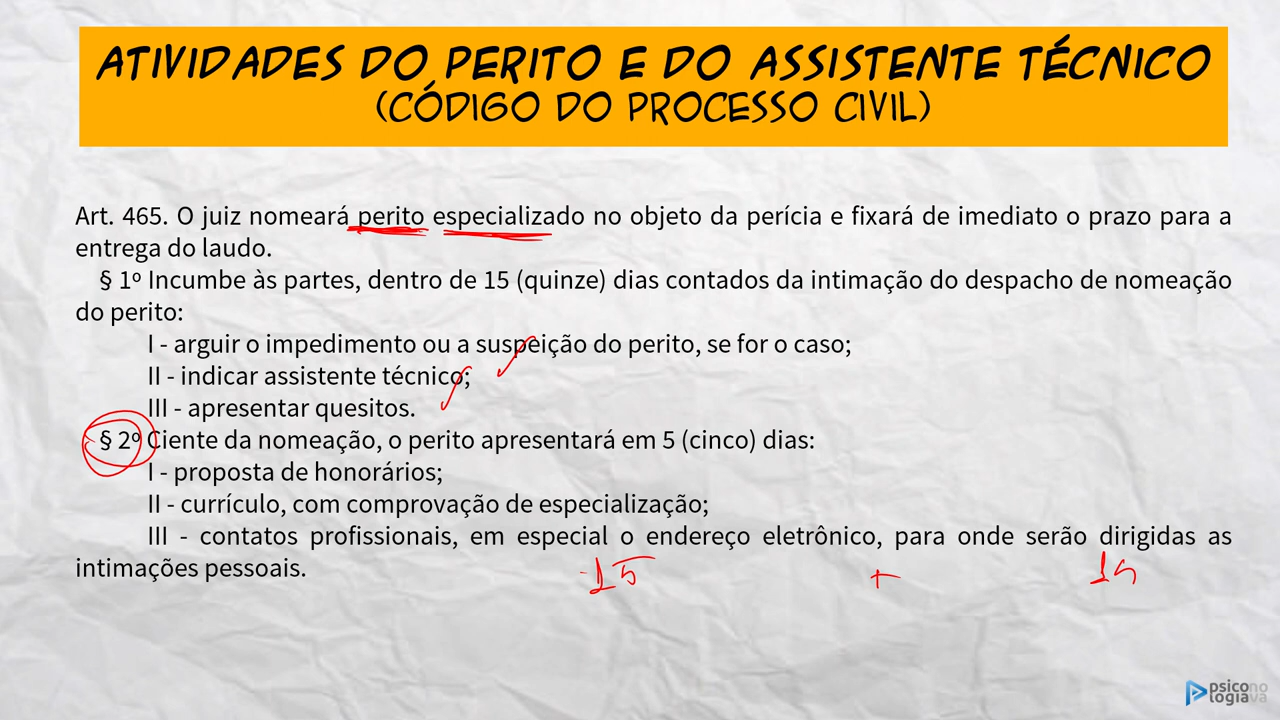 ATIVIDADES DO PERITO E DO ASSISTENTE TÉCNICO
(CÓDIGO DO PROCESSO CIVIL)
Art. 465. O juiz nomeará perito especializado no objeto da perícia e fixará de imediato o prazo para a
entrega do laudo.
§ 1º Incumbe às partes, dentro de 15 (quinze) dias contados da intimação do despacho de nomeação
do perito:
I - arguir o impedimento ou a suspeição do perito, se for o caso;
II - indicar assistente técnico;
III - apresentar quesitos.
§ 2º Ciente da nomeação, o perito apresentará em 5 (cinco) dias:
I - proposta de honorários;
II - currículo, com comprovação de especialização;
III - contatos profissionais, em especial o endereço eletrônico, para onde serão dirigidas as
intimações pessoais.
15 + 15
psicono
logiava